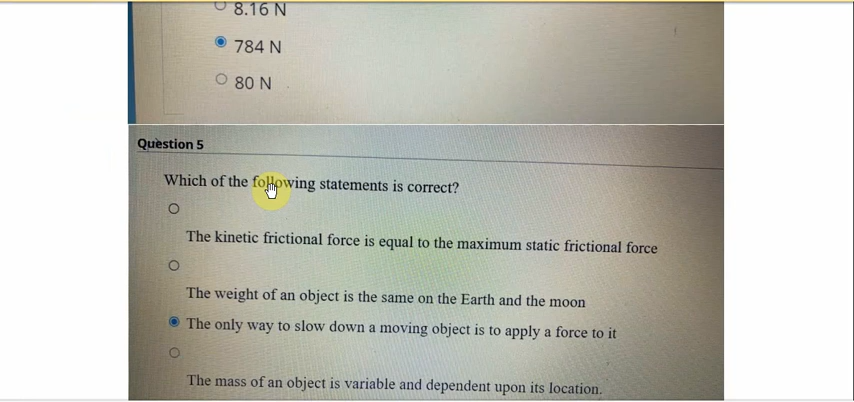 8.16 N
784 N
80 N
Question 5
Which of the following statements is correct?
The kinetic frictional force is equal to the maximum static frictional force
The weight of an object is the same on the Earth and the moon
The only way to slow down a moving object is to apply a force to it
The mass of an object is variable and dependent upon its location.